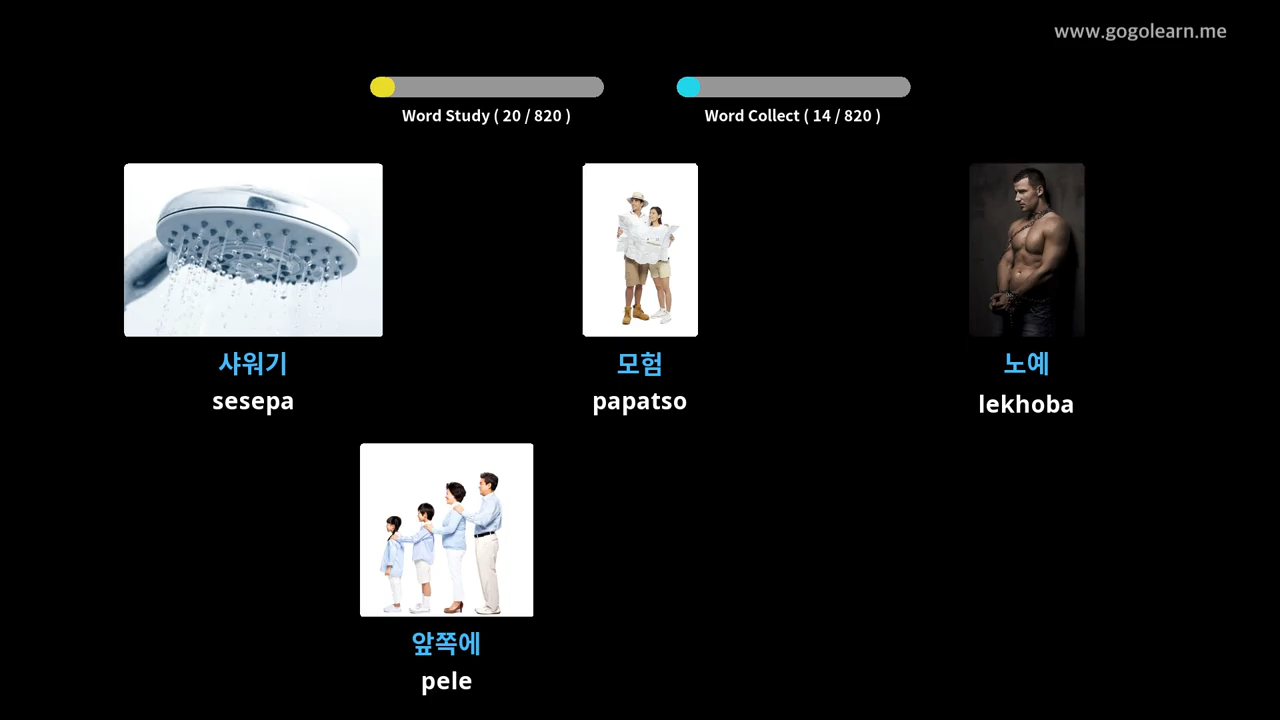 www.gogolearn.me
Word Study ( 20 / 820 )
Word Collect ( 14 / 820 )
샤워기
sesepa
모험
papatso
노예
lekhoba
앞쪽에
pele